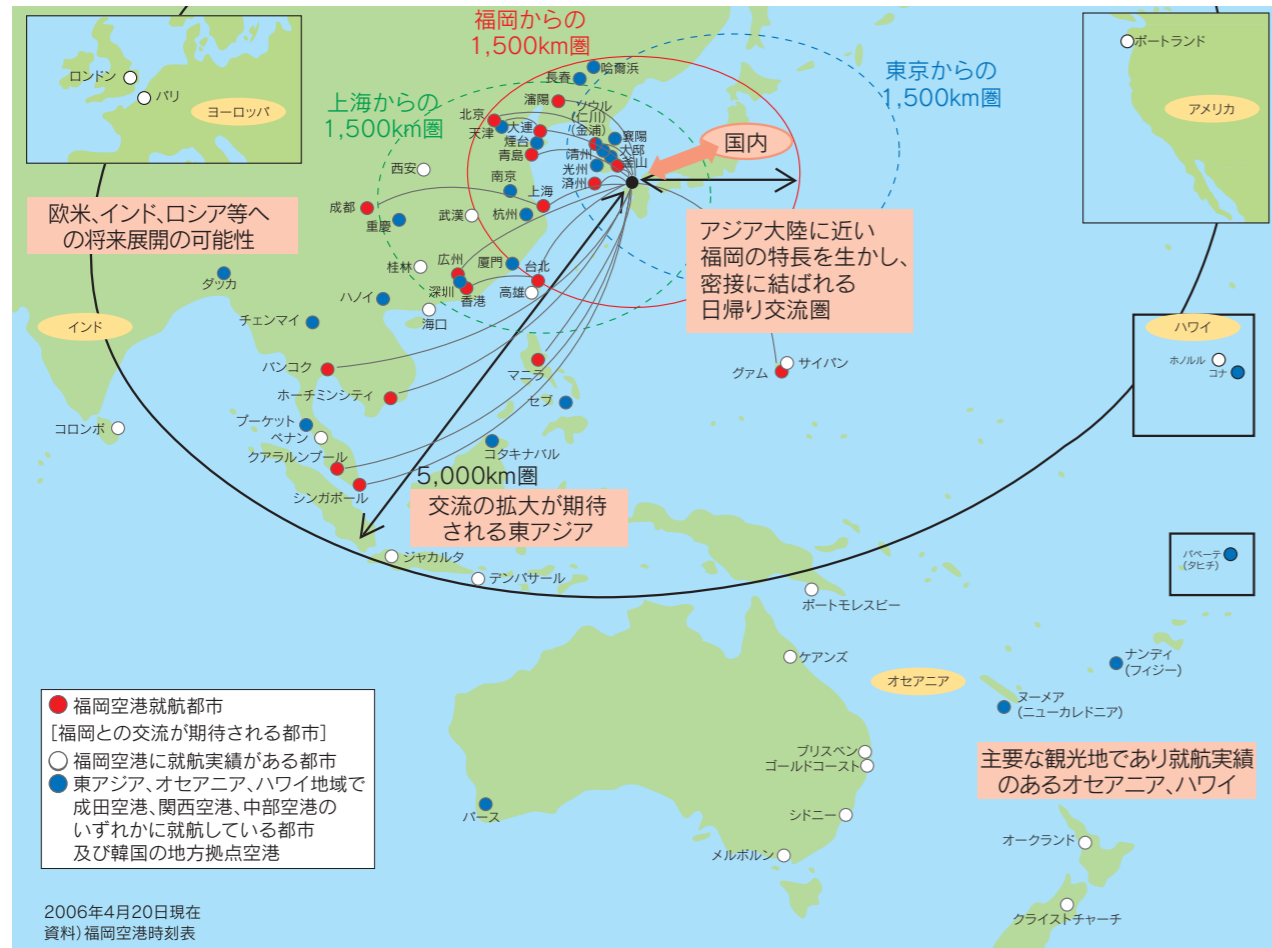 福岡からの
1,500km圏
東京からの
1,500km圏
上海からの
1,500km圏
ロンドン
パリ
ヨーロッパ
ポートランド
アメリカ
哈爾浜
長春
瀋陽
ソウル
(仁川)
(金浦)
北京
天津
大連
煙台
青島
襄陽
大邱
清州
釜山
光州
済州
国内
西安
南京
上海
成都
重慶
武漢
杭州
桂林
広州
厦門
台北
深圳
香港
高雄
海口
欧米、インド、ロシア等へ
の将来展開の可能性
アジア大陸に近い
福岡の特長を生かし、
密接に結ばれる
日帰り交流圏
ダッカ
ハノイ
インド
チェンマイ
バンコク
マニラ
グアム
サイパン
ハワイ
ホノルル
コナ
ホーチミンシティ
セブ
コロンボ
プーケット
ペナン
クアラルンプール
コタキナバル
シンガポール
5,000km圏
交流の拡大が期待
される東アジア
ジャカルタ
デンパサール
ポートモレスビー
パペーテ
(タヒチ)
ケアンズ
オセアニア
ナンディ
(フィジー)
ヌーメア
(ニューカレドニア)
ブリスベン
ゴールドコースト
主要な観光地であり就航実績
のあるオセアニア、ハワイ
パース
シドニー
メルボルン
オークランド
クライストチャーチ
福岡空港就航都市
[福岡との交流が期待される都市]
福岡空港に就航実績がある都市
東アジア、オセアニア、ハワイ地域で
成田空港、関西空港、中部空港の
いずれかに就航している都市
及び韓国の地方拠点空港
2006年4月20日現在
資料)福岡空港時刻表